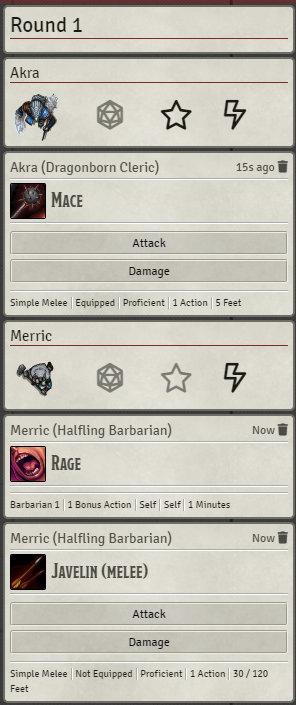 Round 1
Akra
Akra (Dragonborn Cleric) 15s ago
Mace
Attack
Damage
Simple Melee | Equipped | Proficient | 1 Action | 5 Feet
Merric
Merric (Halfling Barbarian) Now
Rage
Barbarian 1 | 1 Bonus Action | Self | Self | 1 Minutes
Merric (Halfling Barbarian) Now
Javelin (melee)
Attack
Damage
Simple Melee | Not Equipped | Proficient | 1 Action | 30 / 120
Feet